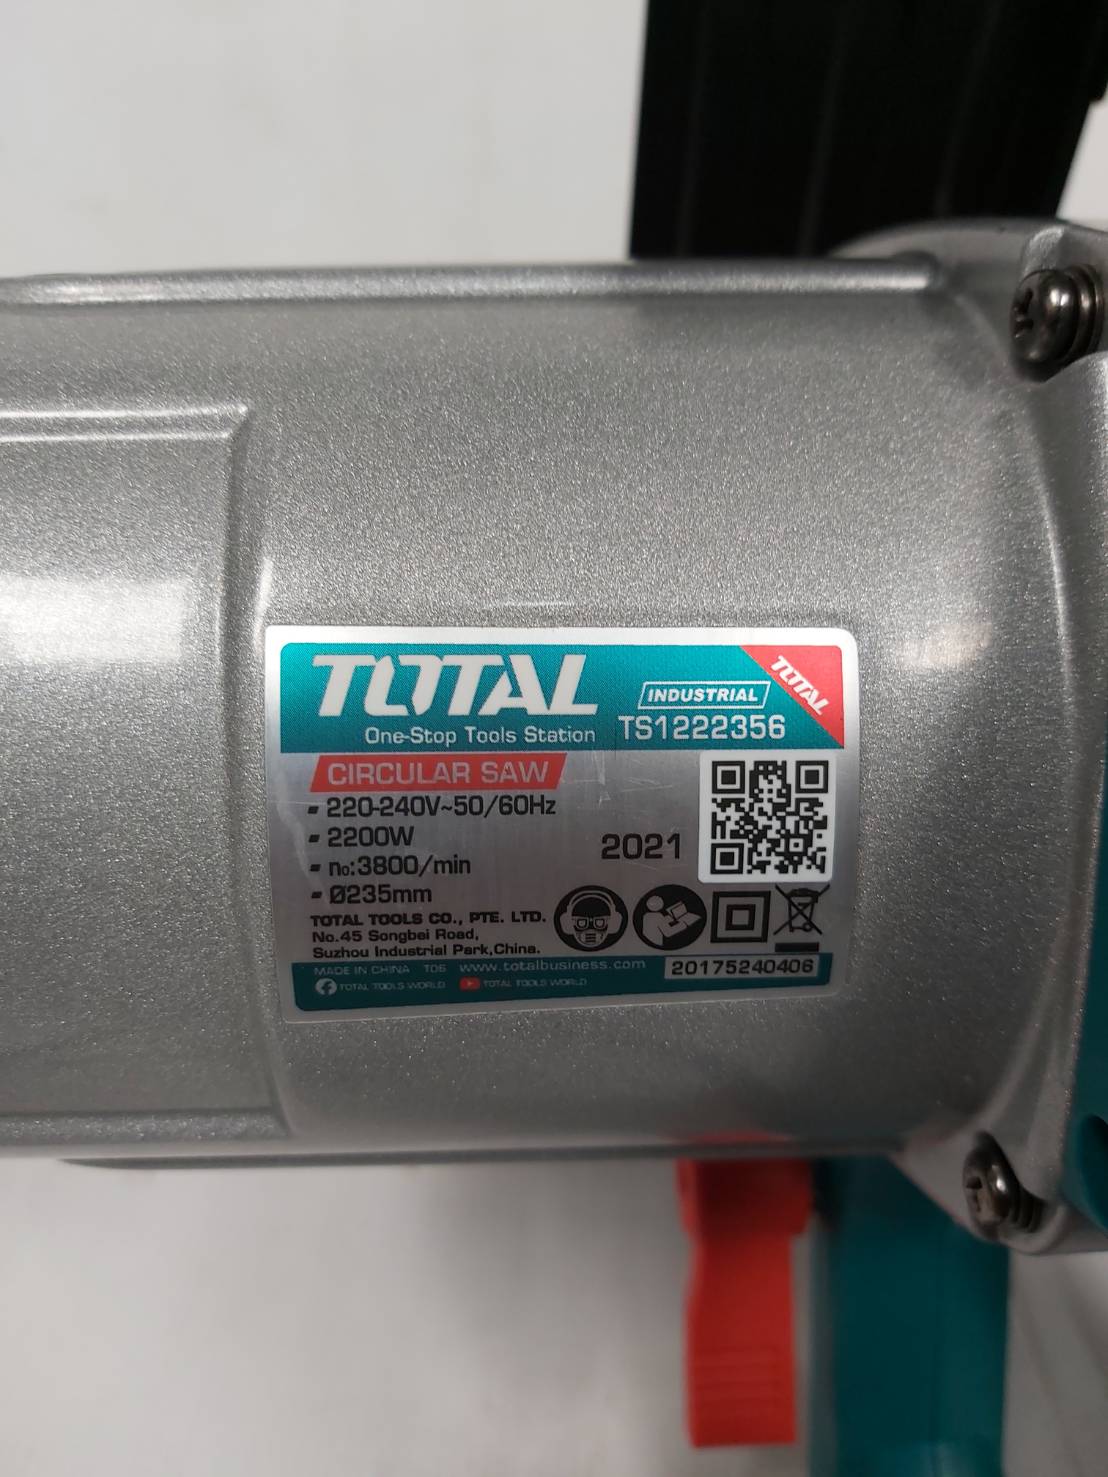 TOTAL
One-Stop Tools Station
INDUSTRIAL
TS1222356
TOTAL
CIRCULAR SAW
- 220-240V~50/60Hz
- 2200W
- no:3800/min
- Ø235mm
2021
TOTAL TOOLS CO., PTE. LTD.
No.45 Songbei Road,
Suzhou Industrial Park,China.
MADE IN CHINA T06 www.totalbusiness.com
20175240406
TOTAL TOOLS WORLD TOTAL TOOLS WORLD